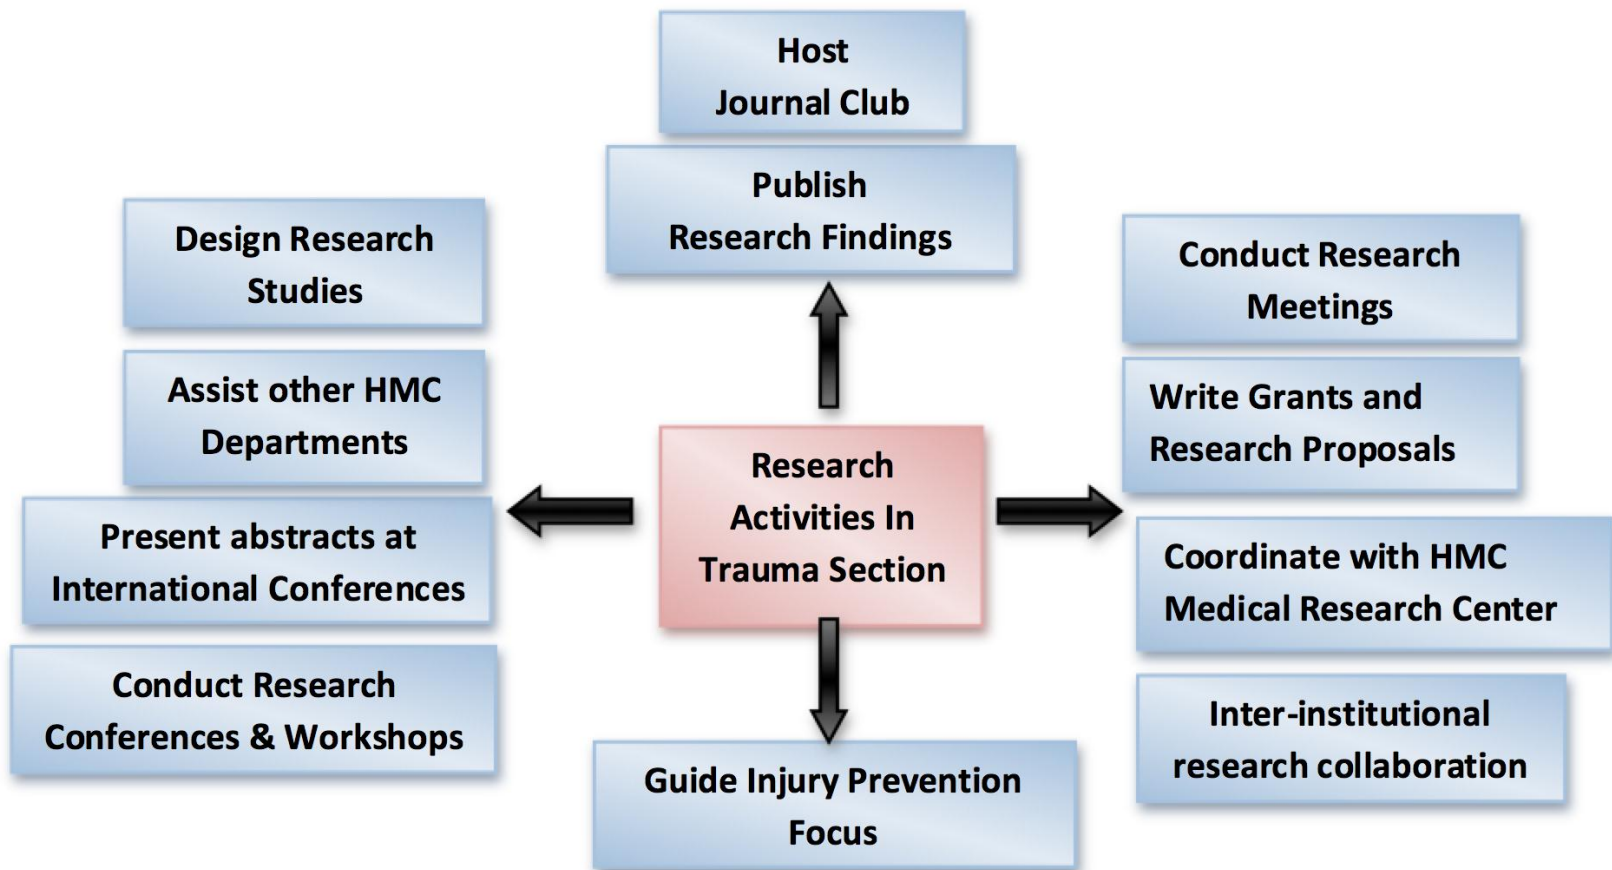 Host
Journal Club
Publish
Research Findings
Design Research
Studies
Assist other HMC
Departments
Present abstracts at
International Conferences
Conduct Research
Conferences & Workshops
Research
Activities In
Trauma Section
Conduct Research
Meetings
Write Grants and
Research Proposals
Coordinate with HMC
Medical Research Center
Inter-institutional
research collaboration
Guide Injury Prevention
Focus